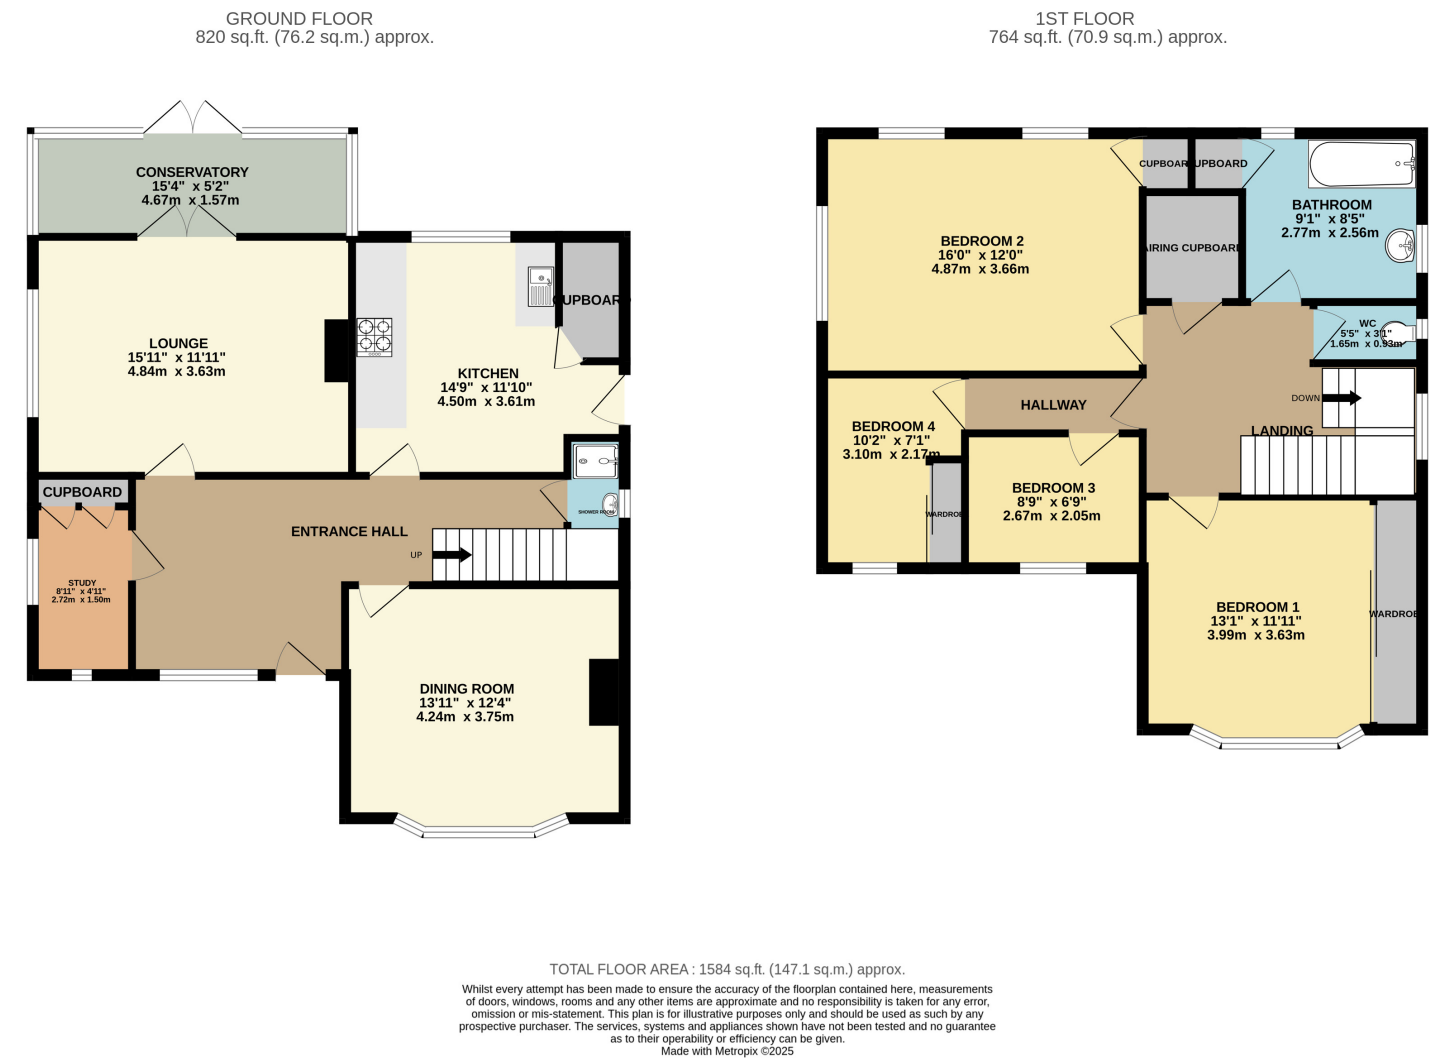 GROUND FLOOR
820 sq.ft. (76.2 sq.m.) approx.
1ST FLOOR
764 sq.ft. (70.9 sq.m.) approx.
CONSERVATORY
15'4" x 5'2"
4.67m x 1.57m
LOUNGE
15'11" x 11'11"
4.84m x 3.63m
KITCHEN
14'9" x 11'10"
4.50m x 3.61m
CUPBOARD
CUPBOARD
ENTRANCE HALL
SHOWER ROOM
UP
STUDY
8'11" x 4'11"
2.72m x 1.50m
DINING ROOM
13'11" x 12'4"
4.24m x 3.75m
BEDROOM 2
16'0" x 12'0"
4.87m x 3.66m
CUPBOARD
CUPBOARD
BATHROOM
9'1" x 8'5"
2.77m x 2.56m
AIRING CUPBOARD
WC
5'5" x 3'1"
1.65m x 0.93m
DOWN
LANDING
HALLWAY
BEDROOM 4
10'2" x 7'1"
3.10m x 2.17m
WARDROBE
BEDROOM 3
8'9" x 6'9"
2.67m x 2.05m
BEDROOM 1
13'1" x 11'11"
3.99m x 3.63m
WARDROBE
TOTAL FLOOR AREA : 1584 sq.ft. (147.1 sq.m.) approx.
Whilst every attempt has been made to ensure the accuracy of the floorplan contained here, measurements
of doors, windows, rooms and any other items are approximate and no responsibility is taken for any error,
omission or mis-statement. This plan is for illustrative purposes only and should be used as such by any
prospective purchaser. The services, systems and appliances shown have not been tested and no guarantee
as to their operability or efficiency can be given.
Made with Metropix ©2025